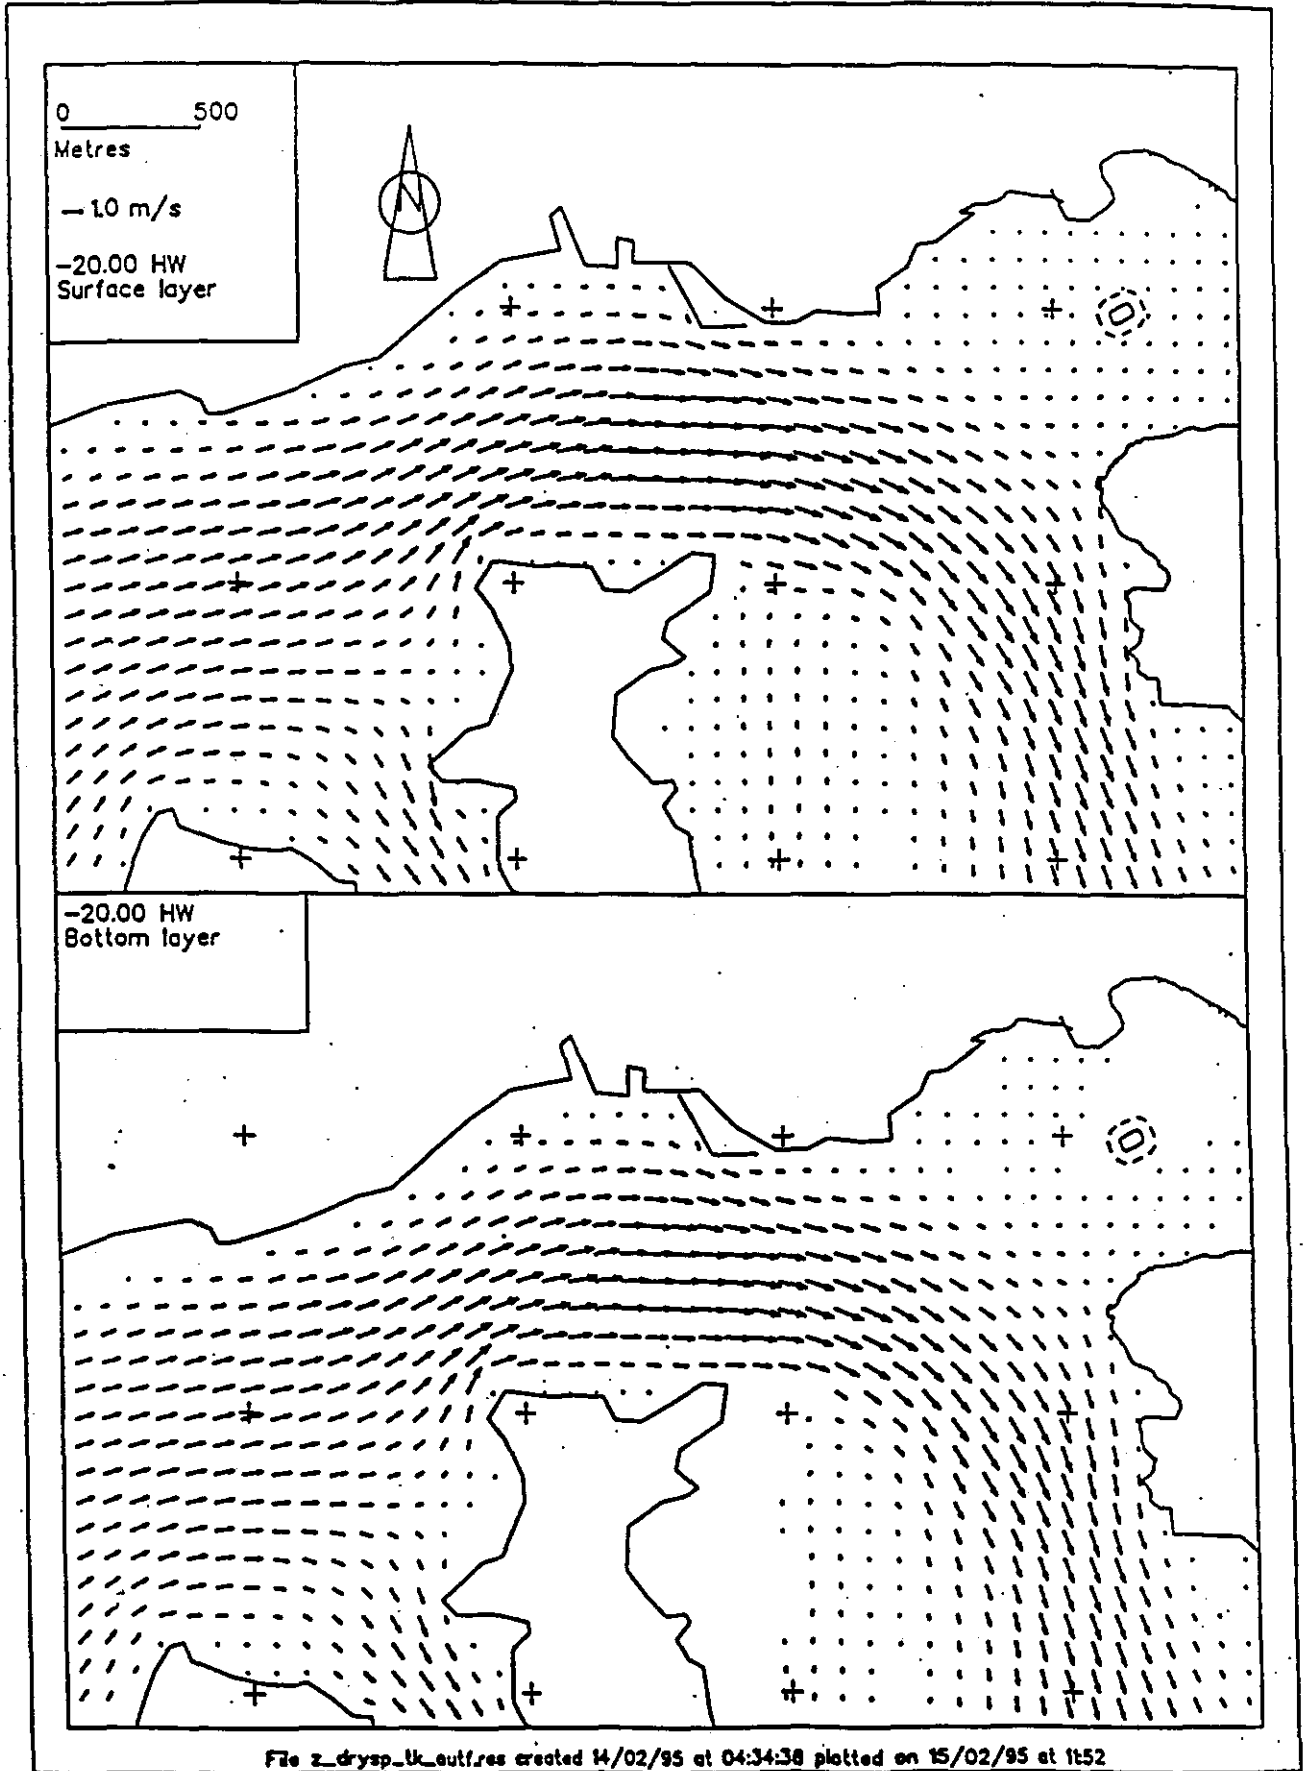 0 500
Metres
1.0 m/s
-20.00 HW
Surface layer
N
-20.00 HW
Bottom layer
File z_drysp_tk_outf.res created 14/02/95 at 04:34:38 plotted on 15/02/95 at 11:52